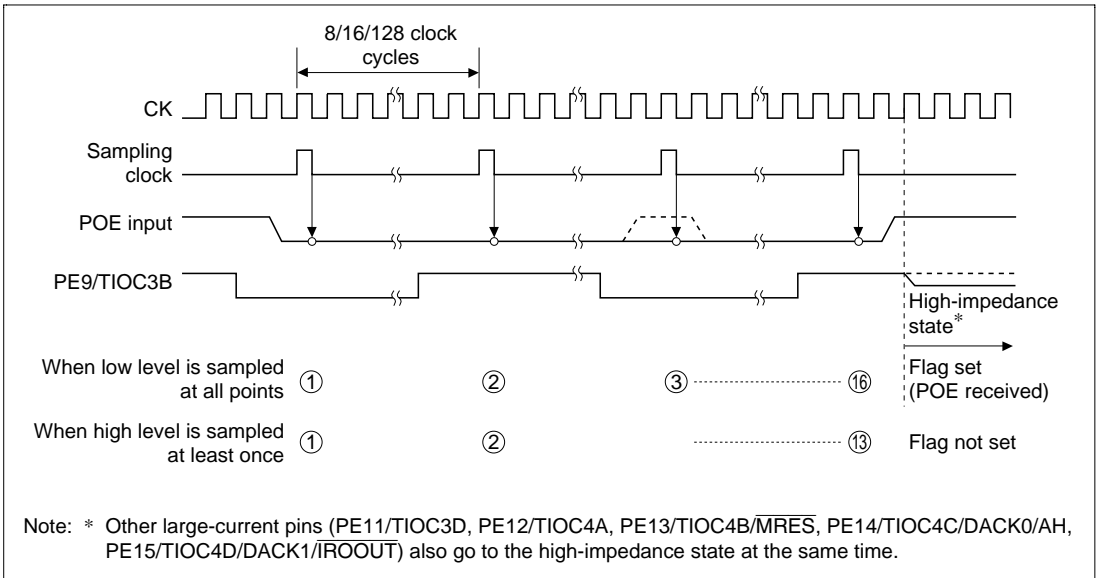 8/16/128 clock
cycles
CK
Sampling
clock
POE input
PE9/TIOC3B
High-impedance
state*
When low level is sampled
at all points
① ② ③ ⑯
Flag set
(POE received)
When high level is sampled
at least once
① ② ⑬ Flag not set
Note: * Other large-current pins (PE11/TIOC3D, PE12/TIOC4A, PE13/TIOC4B/MRES, PE14/TIOC4C/DACK0/AH,
PE15/TIOC4D/DACK1/IROOUT) also go to the high-impedance state at the same time.